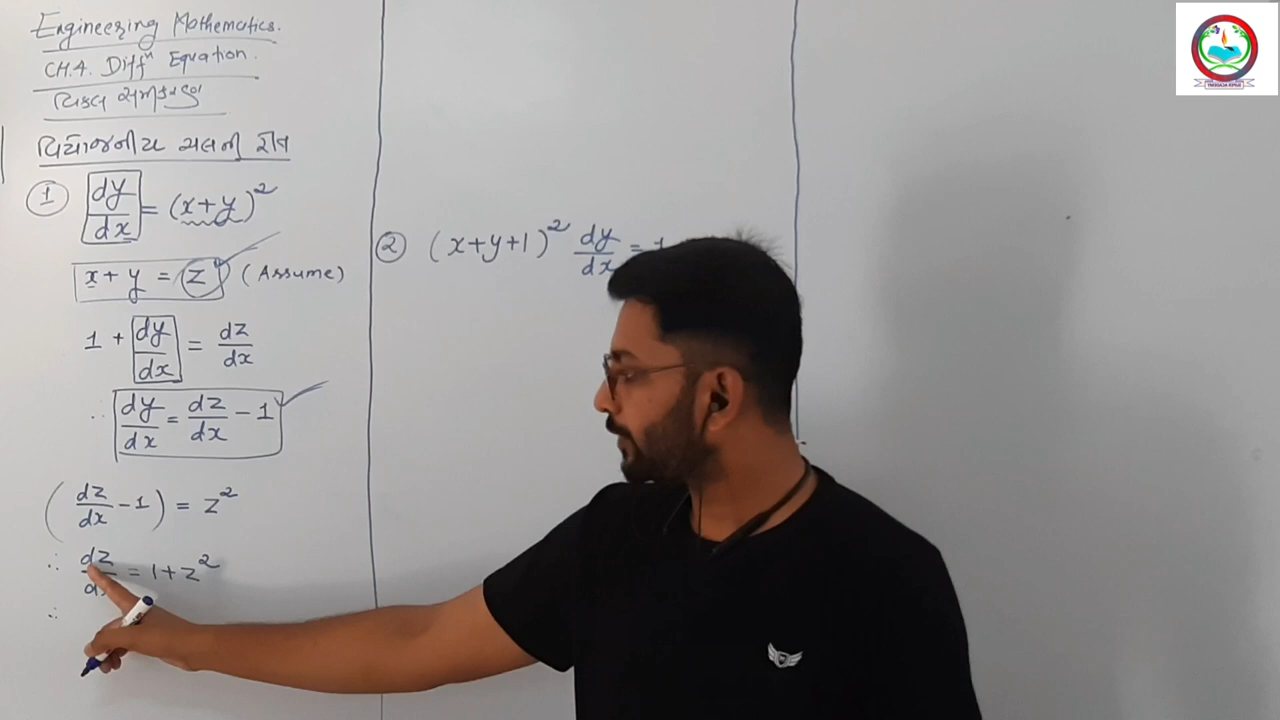 Engineering Mathematics.
CH.4. Diffⁿ Equation.
વિકલ સમીકરણ
વિયોજનીય ચલની રીત
① dy/dx = (x+y)²
x + y = z (Assume)
1 + dy/dx = dz/dx
∴ dy/dx = dz/dx − 1
(dz/dx − 1) = z²
∴ dz/dx = 1+z²
∴
② (x+y+1)² dy/dx = 1